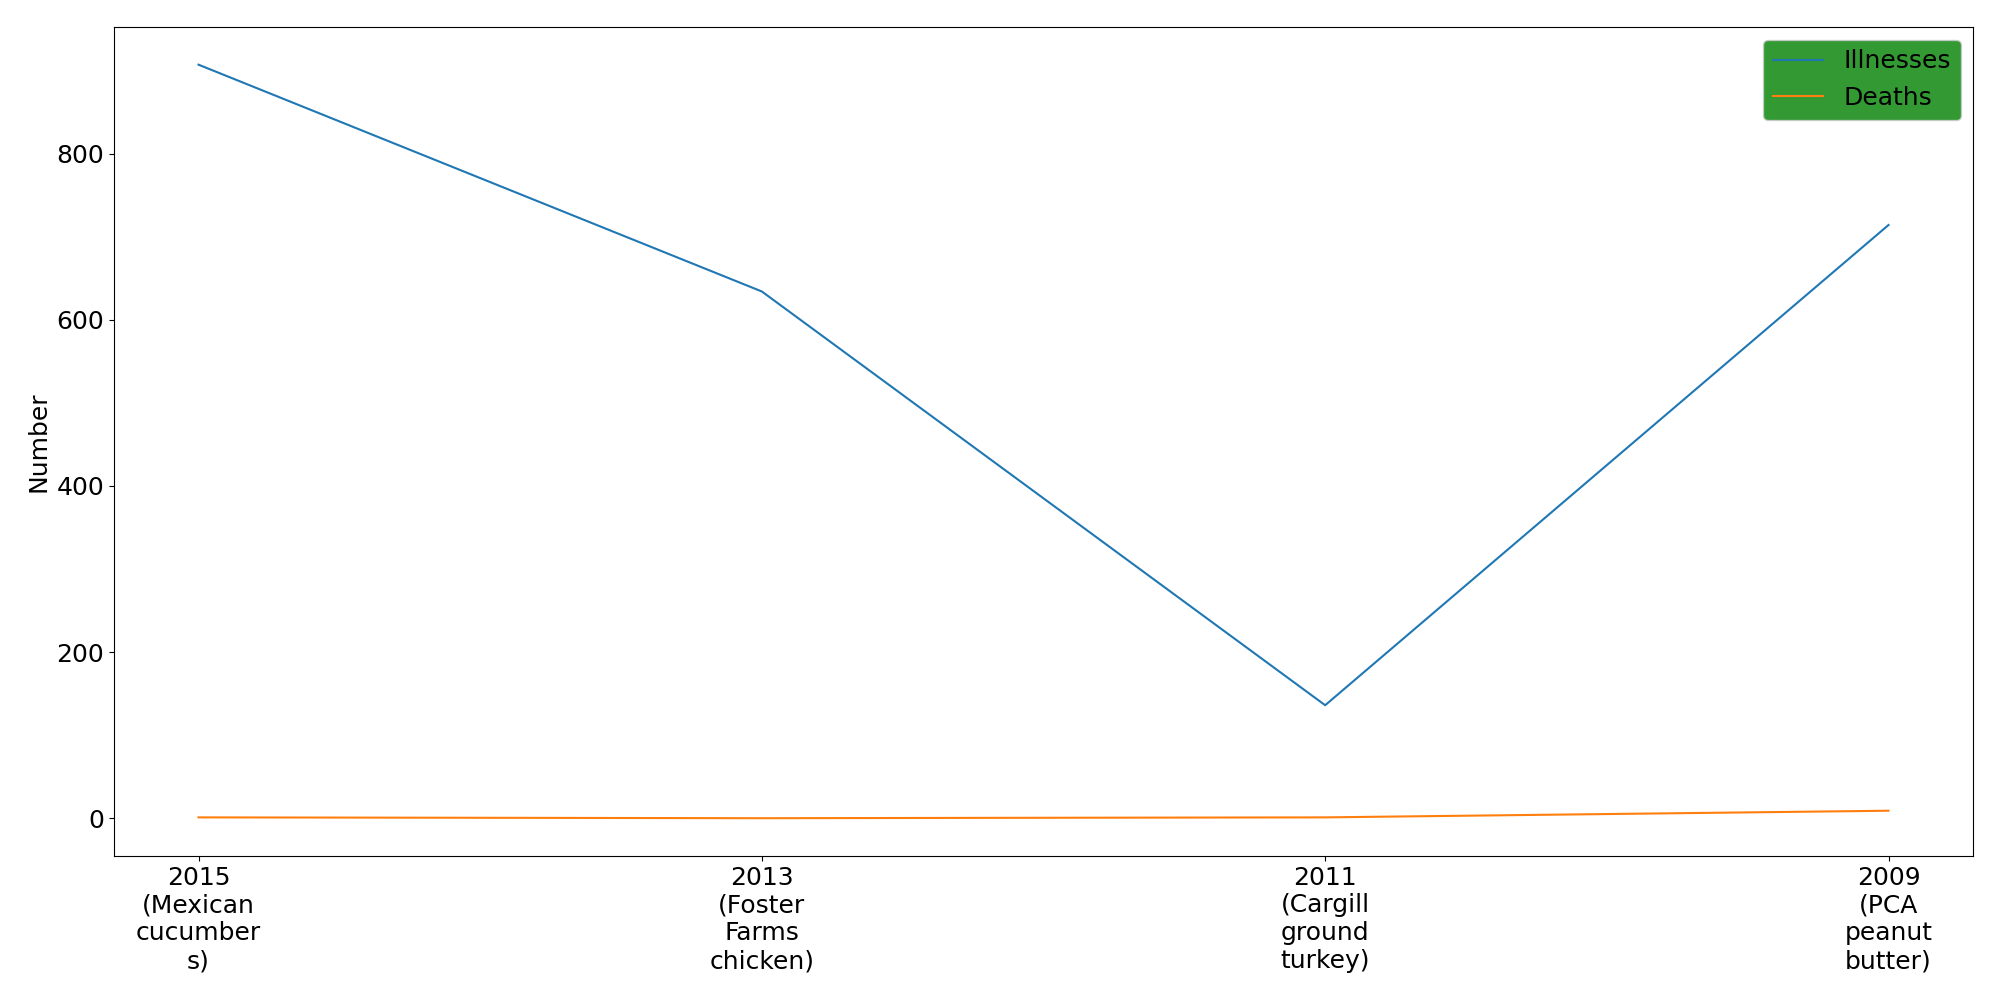 Illnesses
Deaths
Number
800
600
400
200
0
2015
(Mexican
cucumber
s)
2013
(Foster
Farms
chicken)
2011
(Cargill
ground
turkey)
2009
(PCA
peanut
butter)